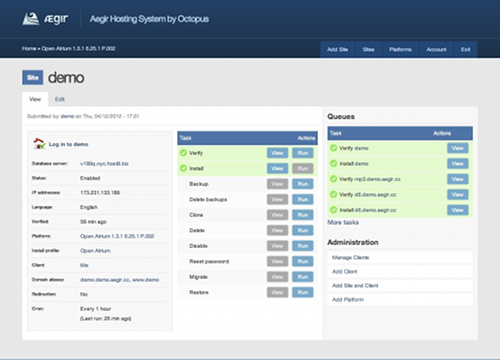 ÆGIR
Aegir Hosting System by Octopus
Home » Open Atrium 1.3.1 6.25.1 P.002
Add Site Sites Platforms Account Exit
Site demo
View Edit
Submitted by demo on Thu, 04/12/2012 - 17:31
Log in to demo
Database server:
Status: Enabled
IP addresses: 173.231.133.188
Language: English
Verified: 59 min ago
Platform: Open Atrium 1.3.1 6.25.1 P.002
Install profile: Open Atrium
Client: Me
Domain aliases: demo.demo.aegir.cc, www.demo
Redirection: No
Cron: Every 1 hour
(Last run: 26 min ago)
Task Actions
Verify View Run
Install View Run
Backup View Run
Delete backups View Run
Clone View Run
Delete View Run
Disable View Run
Reset password View Run
Migrate View Run
Restore View Run
Queues
Task Actions
Verify demo View
Install demo View
Verify mp3.demo.aegir.cc View
Verify d5.demo.aegir.cc View
Install d5.demo.aegir.cc View
More tasks
Administration
Manage Clients
Add Client
Add Site and Client
Add Platform